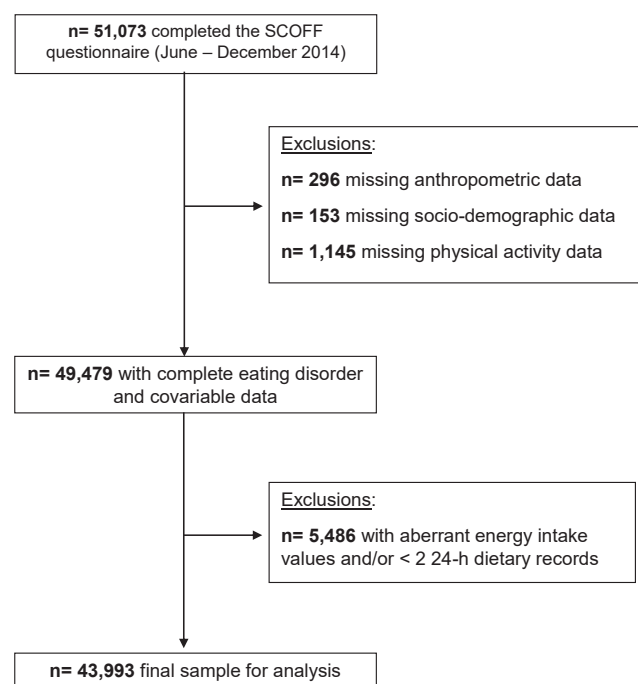 n= 51,073 completed the SCOFF
questionnaire (June – December 2014)
Exclusions:
n= 296 missing anthropometric data
n= 153 missing socio-demographic data
n= 1,145 missing physical activity data
n= 49,479 with complete eating disorder
and covariable data
Exclusions:
n= 5,486 with aberrant energy intake
values and/or < 2 24-h dietary records
n= 43,993 final sample for analysis